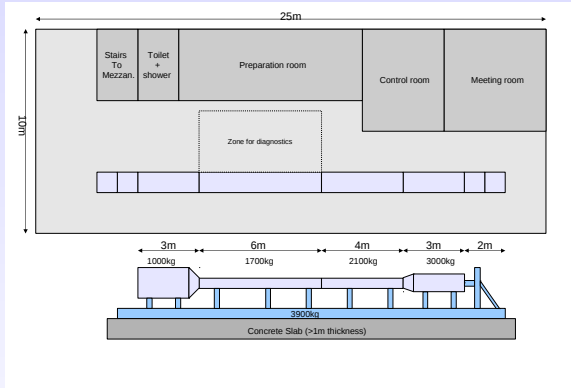 25m
10m
Stairs
To
Mezzan.
Toilet
+
shower
Preparation room
Control room
Meeting room
Zone for diagnostics
3m
6m
4m
3m
2m
1000kg
1700kg
2100kg
3000kg
3900kg
Concrete Slab (>1m thickness)